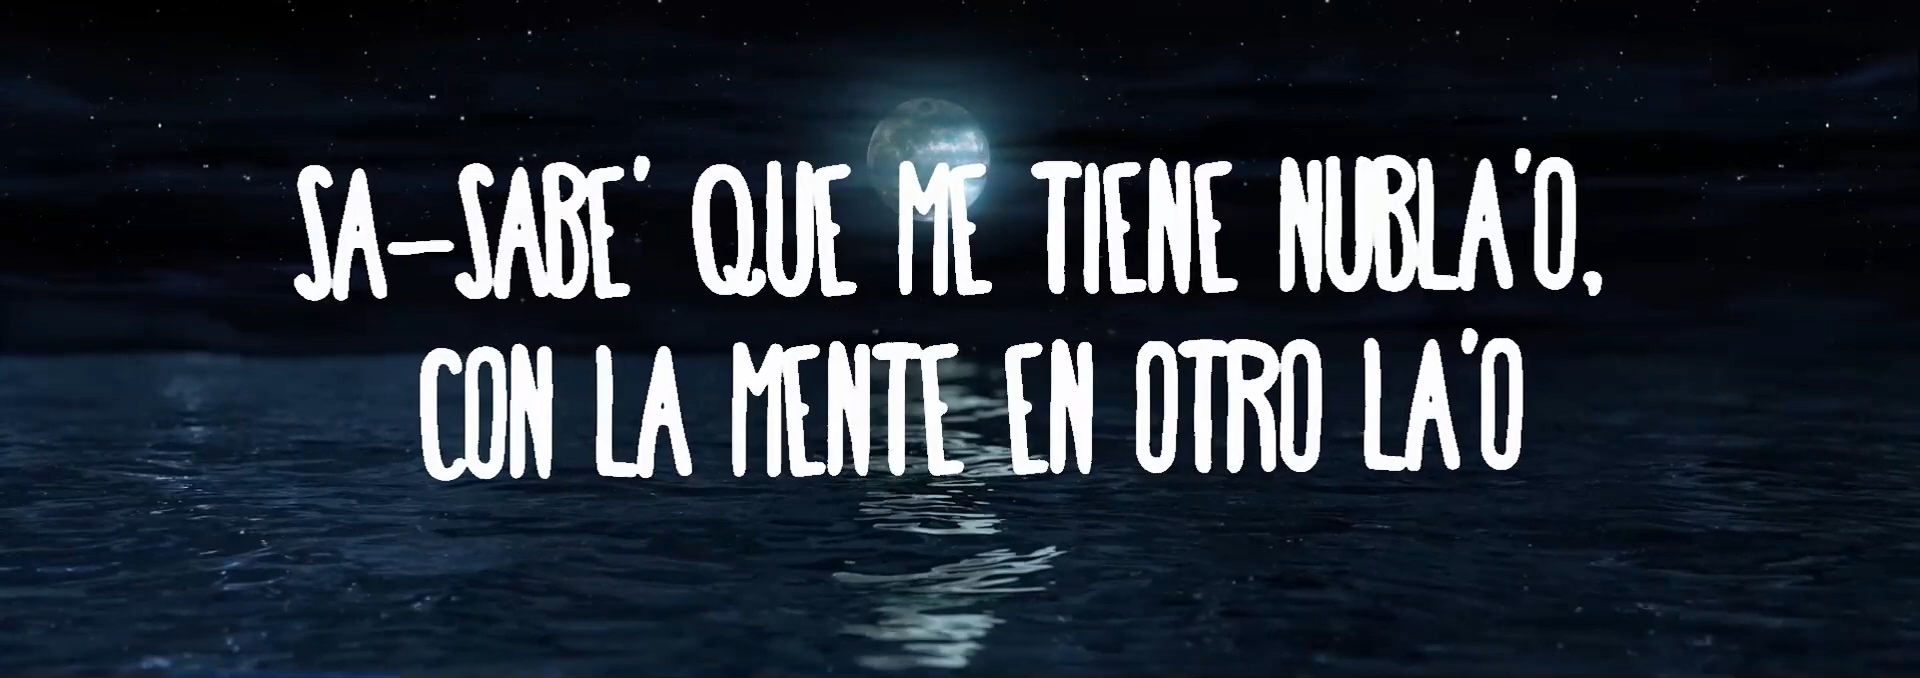 SA-SABE' QUE ME TIENE NUBLA'O,
CON LA MENTE EN OTRO LA'O